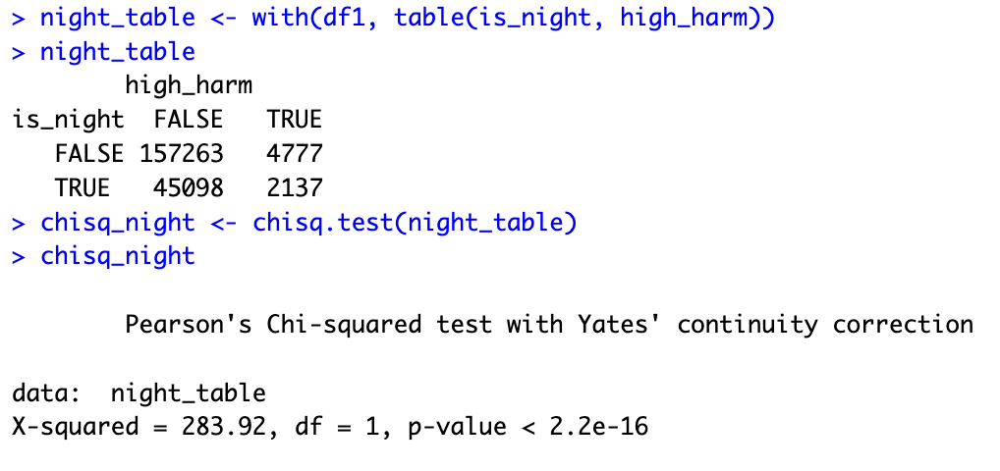 > night_table <- with(df1, table(is_night, high_harm))
> night_table
        high_harm
is_night  FALSE   TRUE
   FALSE 157263   4777
   TRUE   45098   2137
> chisq_night <- chisq.test(night_table)
> chisq_night

        Pearson's Chi-squared test with Yates' continuity correction

data:  night_table
X-squared = 283.92, df = 1, p-value < 2.2e-16